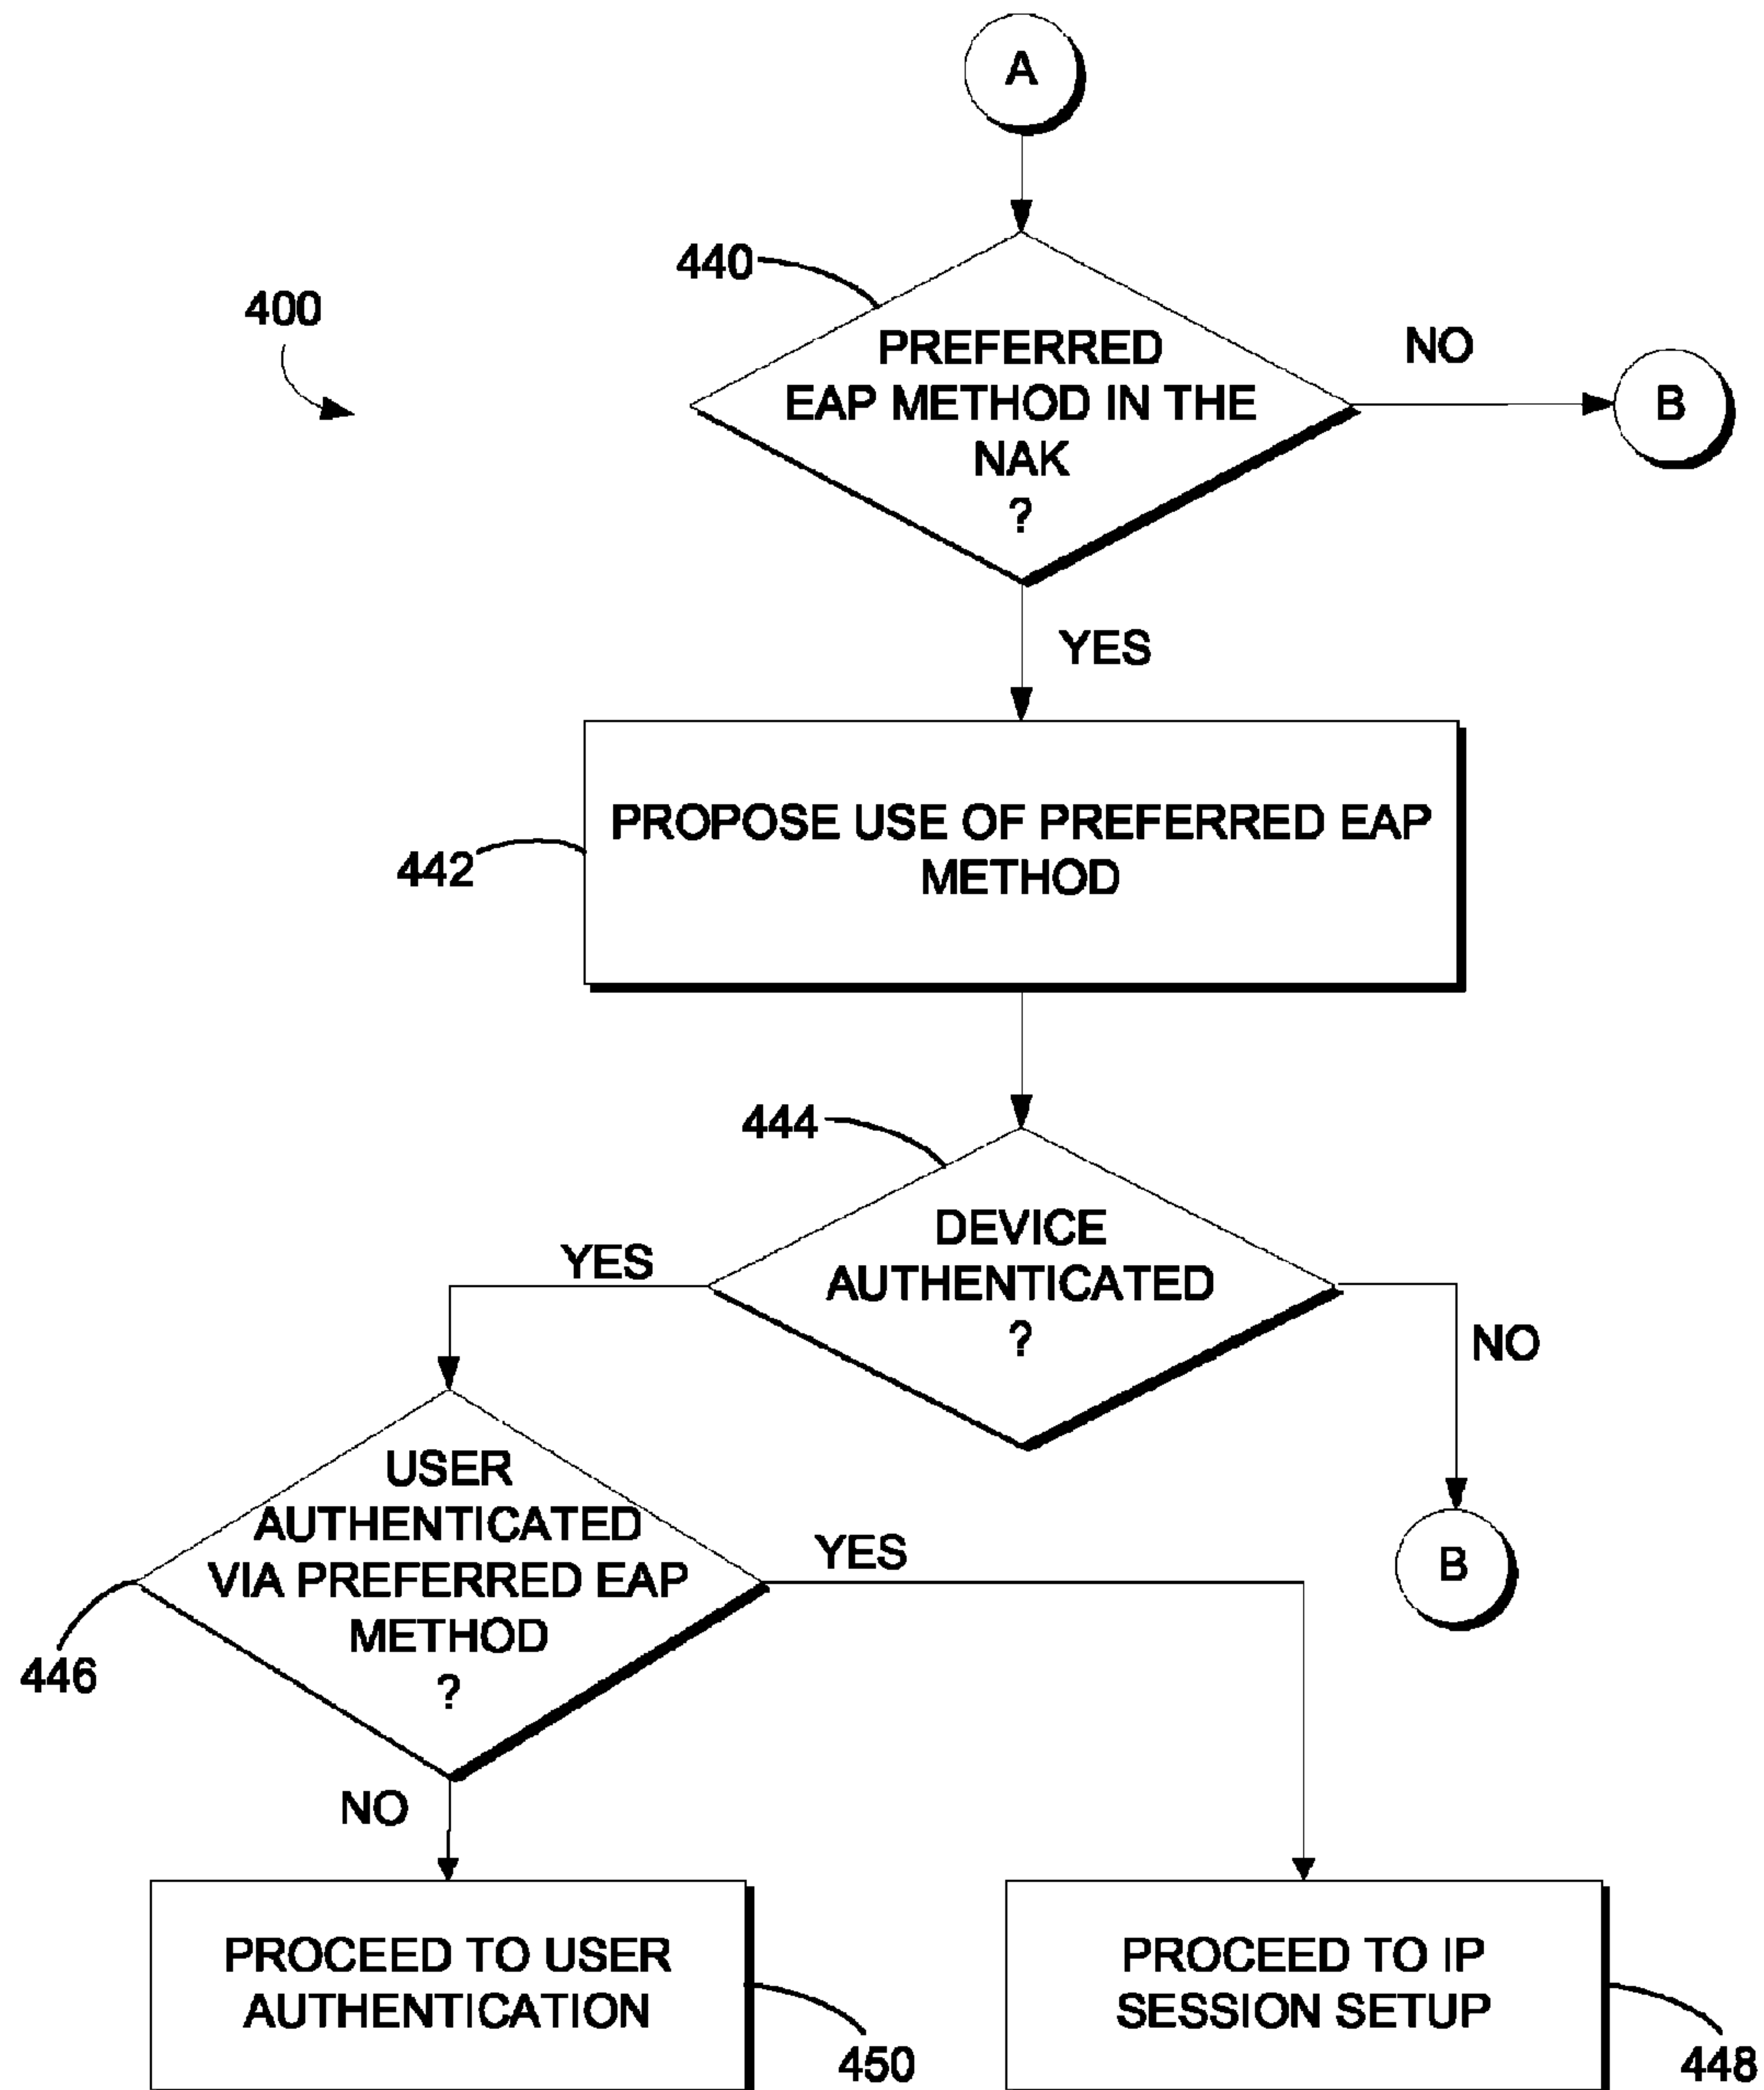 A
440
400
PREFERRED
EAP METHOD IN THE
NAK
?
NO
B
YES
442
PROPOSE USE OF PREFERRED EAP
METHOD
444
DEVICE
AUTHENTICATED
?
YES
NO
B
USER
AUTHENTICATED
VIA PREFERRED EAP
METHOD
?
446
YES
NO
PROCEED TO USER
AUTHENTICATION
450
PROCEED TO IP
SESSION SETUP
448